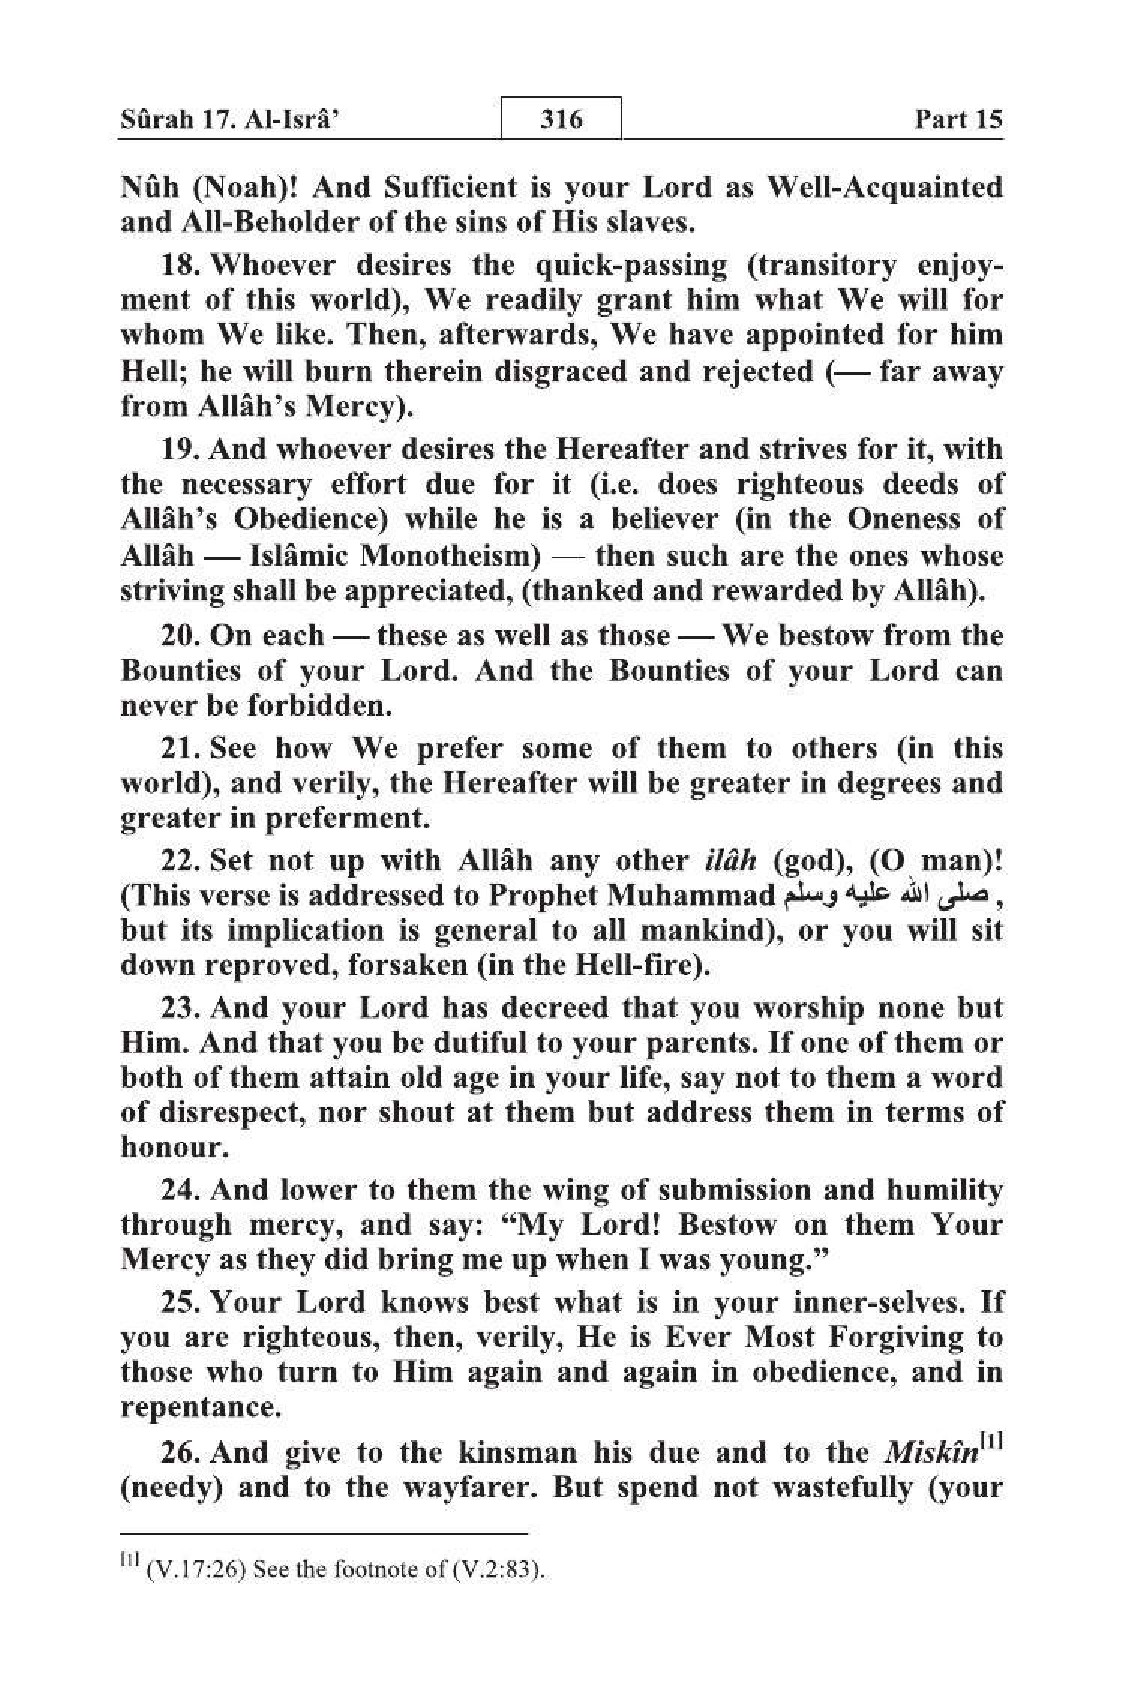 Sûrah 17. Al-Isrâ’ 316 Part 15
Nûh (Noah)! And Sufficient is your Lord as Well-Acquainted
and All-Beholder of the sins of His slaves.
18. Whoever desires the quick-passing (transitory enjoy-
ment of this world), We readily grant him what We will for
whom We like. Then, afterwards, We have appointed for him
Hell; he will burn therein disgraced and rejected (— far away
from Allâh’s Mercy).
19. And whoever desires the Hereafter and strives for it, with
the necessary effort due for it (i.e. does righteous deeds of
Allâh’s Obedience) while he is a believer (in the Oneness of
Allâh — Islâmic Monotheism) — then such are the ones whose
striving shall be appreciated, (thanked and rewarded by Allâh).
20. On each — these as well as those — We bestow from the
Bounties of your Lord. And the Bounties of your Lord can
never be forbidden.
21. See how We prefer some of them to others (in this
world), and verily, the Hereafter will be greater in degrees and
greater in preferment.
22. Set not up with Allâh any other ilâh (god), (O man)!
(This verse is addressed to Prophet Muhammad صلى الله عليه وسلم ,
but its implication is general to all mankind), or you will sit
down reproved, forsaken (in the Hell-fire).
23. And your Lord has decreed that you worship none but
Him. And that you be dutiful to your parents. If one of them or
both of them attain old age in your life, say not to them a word
of disrespect, nor shout at them but address them in terms of
honour.
24. And lower to them the wing of submission and humility
through mercy, and say: “My Lord! Bestow on them Your
Mercy as they did bring me up when I was young.”
25. Your Lord knows best what is in your inner-selves. If
you are righteous, then, verily, He is Ever Most Forgiving to
those who turn to Him again and again in obedience, and in
repentance.
26. And give to the kinsman his due and to the Miskîn[1]
(needy) and to the wayfarer. But spend not wastefully (your
[1] (V.17:26) See the footnote of (V.2:83).